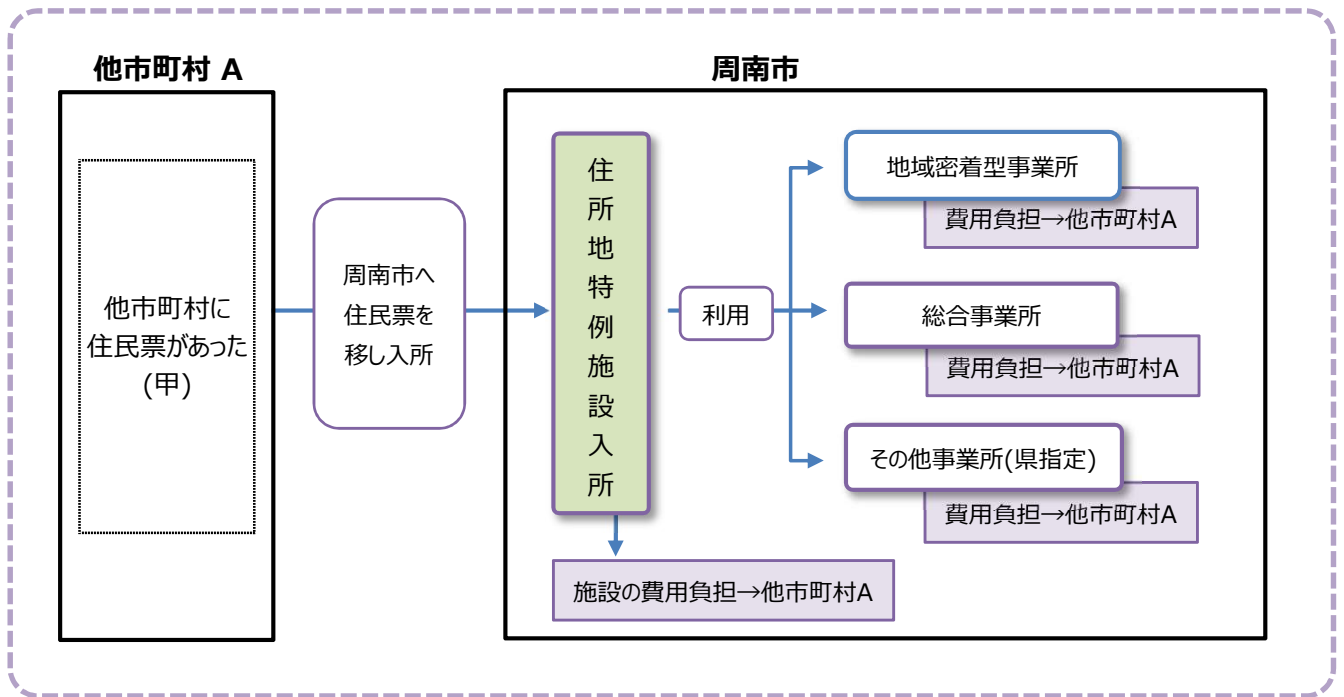 他市町村 A
周南市
他市町村に
住民票があった
(甲)
周南市へ
住民票を
移し入所
住所地特例施設入所
利用
地域密着型事業所
費用負担→他市町村A
総合事業所
費用負担→他市町村A
その他事業所(県指定)
費用負担→他市町村A
施設の費用負担→他市町村A